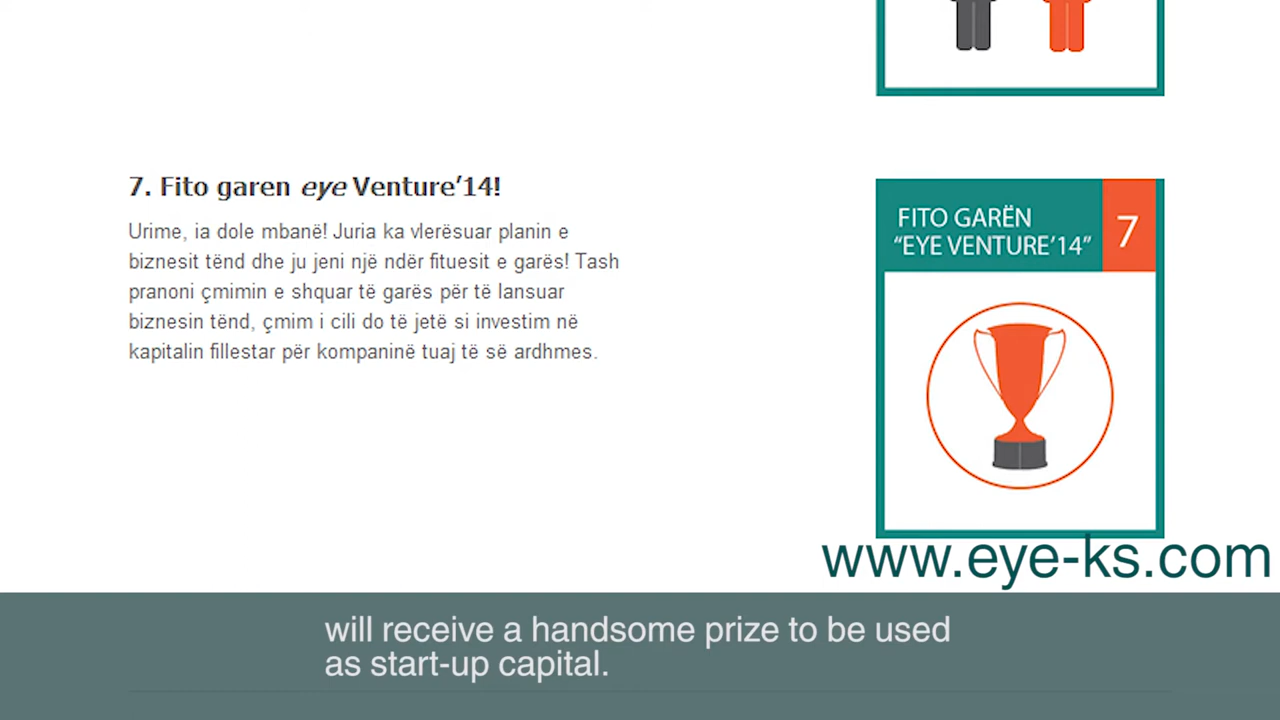 7. Fito garen eye Venture'14!
Urime, ia dole mbanë! Juria ka vlerësuar planin e
biznesit tënd dhe ju jeni një ndër fituesit e garës! Tash
pranoni çmimin e shquar të garës për të lansuar
biznesin tënd, çmim i cili do të jetë si investim në
kapitalin fillestar për kompaninë tuaj të së ardhmes.
FITO GARËN
"EYE VENTURE'14"
7
www.eye-ks.com
will receive a handsome prize to be used
as start-up capital.